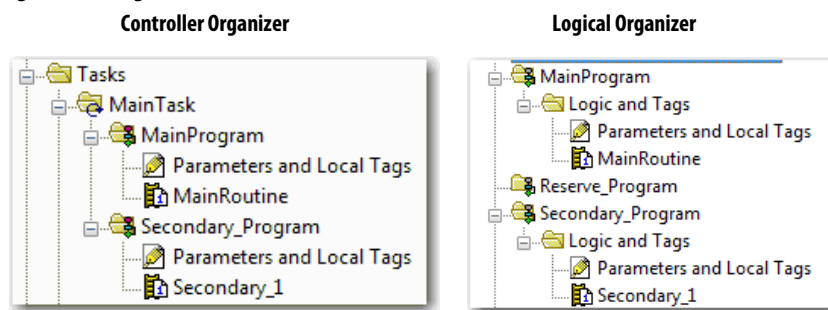 Controller Organizer
Tasks
MainTask
MainProgram
Parameters and Local Tags
MainRoutine
Secondary_Program
Parameters and Local Tags
Secondary_1
Logical Organizer
MainProgram
Logic and Tags
Parameters and Local Tags
MainRoutine
Reserve_Program
Secondary_Program
Logic and Tags
Parameters and Local Tags
Secondary_1